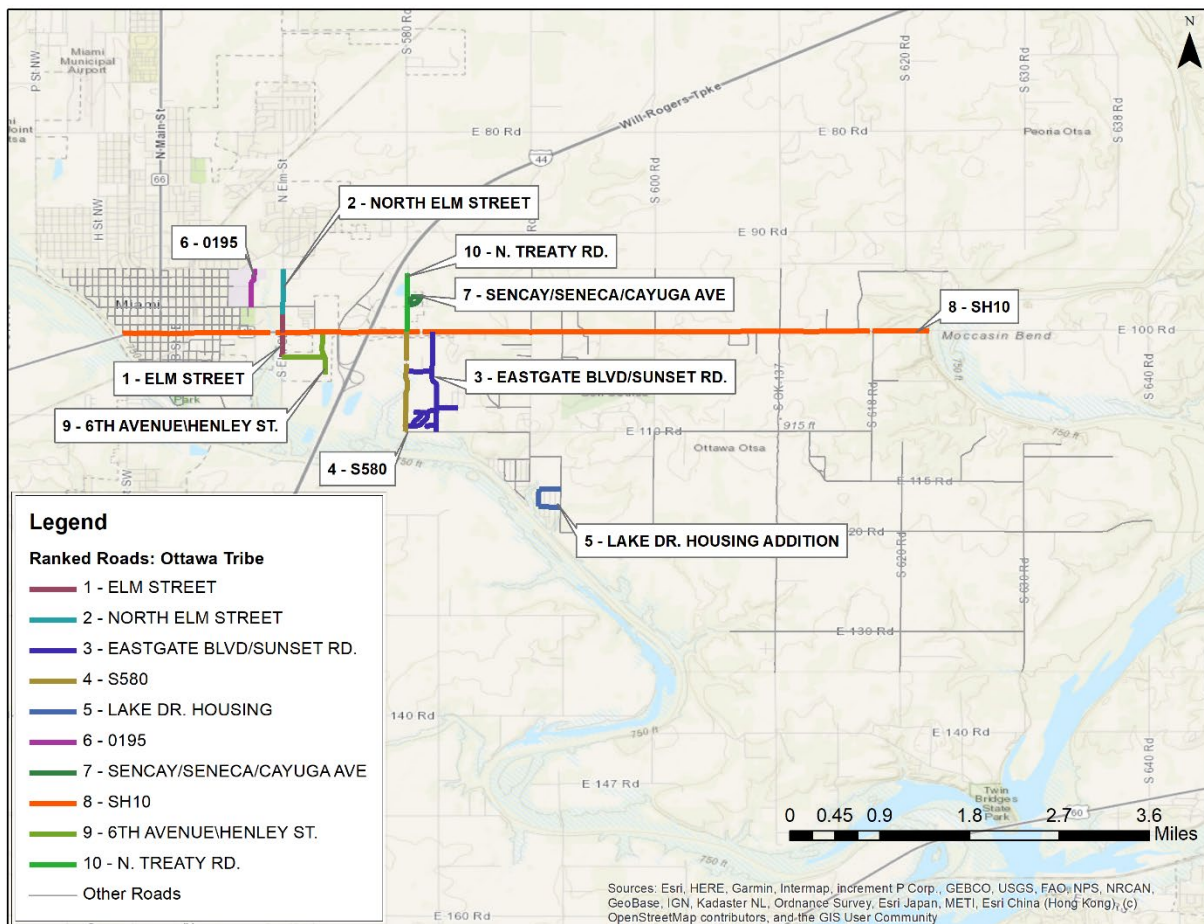 N
P St NW
Miami
Municipal
Airport
N-Main-St
66
N Elm St
S-580-Rd
Will-Rogers-Tpke
44
E 80 Rd
E 80 Rd
S 600 Rd
S 620 Rd
S 630 Rd
S 638 Rd
Peoria Otsa
2 - NORTH ELM STREET
H St NW
6 - 0195
E 90 Rd
10 - N. TREATY RD.
7 - SENCAY/SENECA/CAYUGA AVE
8 - SH10
Miami
E 100 Rd
Moccasin Bend
1 - ELM STREET
3 - EASTGATE BLVD/SUNSET RD.
S-OK-137
S 618 Rd
S 640 Rd
750 ft
Park
9 - 6TH AVENUE\HENLEY ST.
E 110 Rd
915 ft
Ottawa Otsa
750 ft
4 - S580
750 ft
E 115 Rd
5 - LAKE DR. HOUSING ADDITION
20 Rd
S 620 Rd
S 630 Rd
E 130 Rd
Legend
Ranked Roads: Ottawa Tribe
1 - ELM STREET
2 - NORTH ELM STREET
3 - EASTGATE BLVD/SUNSET RD.
4 - S580
5 - LAKE DR. HOUSING
6 - 0195
7 - SENCAY/SENECA/CAYUGA AVE
8 - SH10
9 - 6TH AVENUE\HENLEY ST.
10 - N. TREATY RD.
Other Roads
140 Rd
750 ft
E 140 Rd
S 640 Rd
E 147 Rd
Twin
Bridges
State
Park
60
0 0.45 0.9 1.8 2.7 3.6
Miles
750 ft
E 160 Rd
Sources: Esri, HERE, Garmin, Intermap, increment P Corp., GEBCO, USGS, FAO, NPS, NRCAN,
GeoBase, IGN, Kadaster NL, Ordnance Survey, Esri Japan, METI, Esri China (Hong Kong), (c)
OpenStreetMap contributors, and the GIS User Community